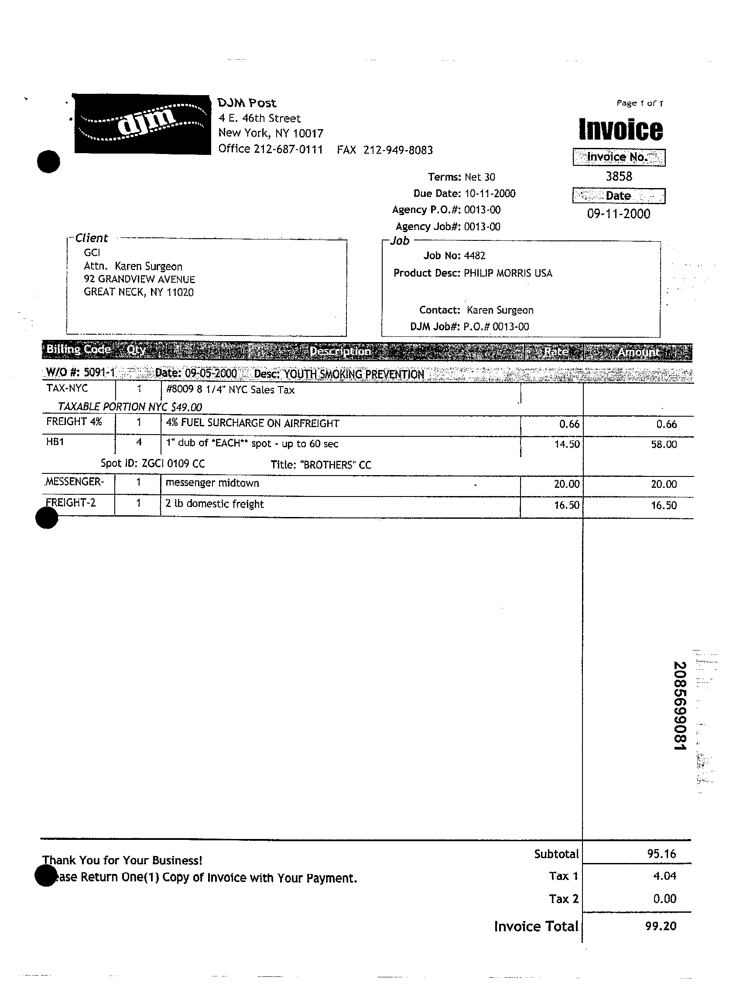 djm
DJM Post
4 E. 46th Street
New York, NY 10017
Office 212-687-0111 FAX 212-949-8083
Page 1 of 1
Invoice
Invoice No.
3858
Date
09-11-2000
Terms: Net 30
Due Date: 10-11-2000
Agency P.O.#: 0013-00
Agency Job#: 0013-00
Client
GCI
Attn. Karen Surgeon
92 GRANDVIEW AVENUE
GREAT NECK, NY 11020
Job
Job No: 4482
Product Desc: PHILIP MORRIS USA
Contact: Karen Surgeon
DJM Job#: P.O.# 0013-00
Billing Code Qty Description Rate Amount
W/O #: 5091-1 Date: 09-05-2000 Desc: YOUTH SMOKING PREVENTION
TAX-NYC 1 #8009 8 1/4" NYC Sales Tax
TAXABLE PORTION NYC $49.00
FREIGHT 4% 1 4% FUEL SURCHARGE ON AIRFREIGHT 0.66 0.66
HB1 4 1" dub of *EACH** spot - up to 60 sec 14.50 58.00
Spot ID: ZGCI 0109 CC Title: "BROTHERS" CC
MESSENGER- 1 messenger midtown 20.00 20.00
FREIGHT-2 1 2 lb domestic freight 16.50 16.50
2085699081
Subtotal 95.16
Thank You for Your Business!
ease Return One(1) Copy of Invoice with Your Payment.
Tax 1 4.04
Tax 2 0.00
Invoice Total 99.20